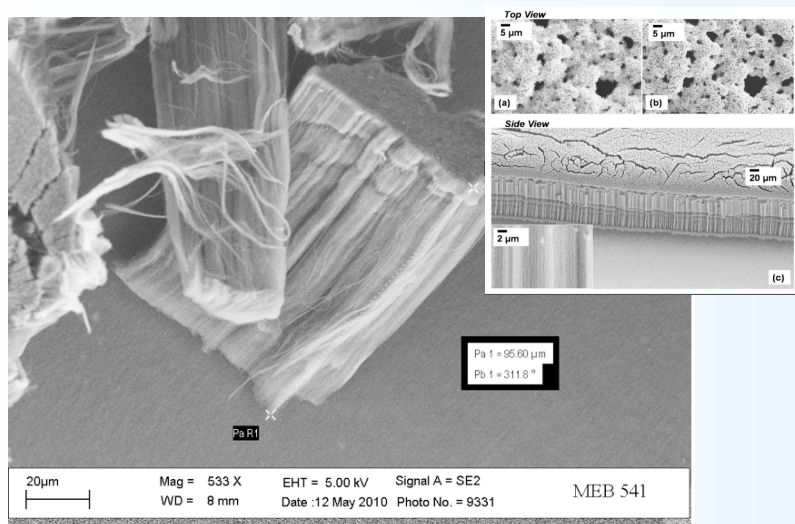 Top View
5 µm
5 µm
(a)
(b)
Side View
20 µm
2 µm
(c)
Pa 1 = 95.60 µm
Pb 1 = 311.8 °
Pa R1
20µm
Mag = 533 X
EHT = 5.00 kV
Signal A = SE2
MEB 541
WD = 8 mm
Date :12 May 2010
Photo No. = 9331